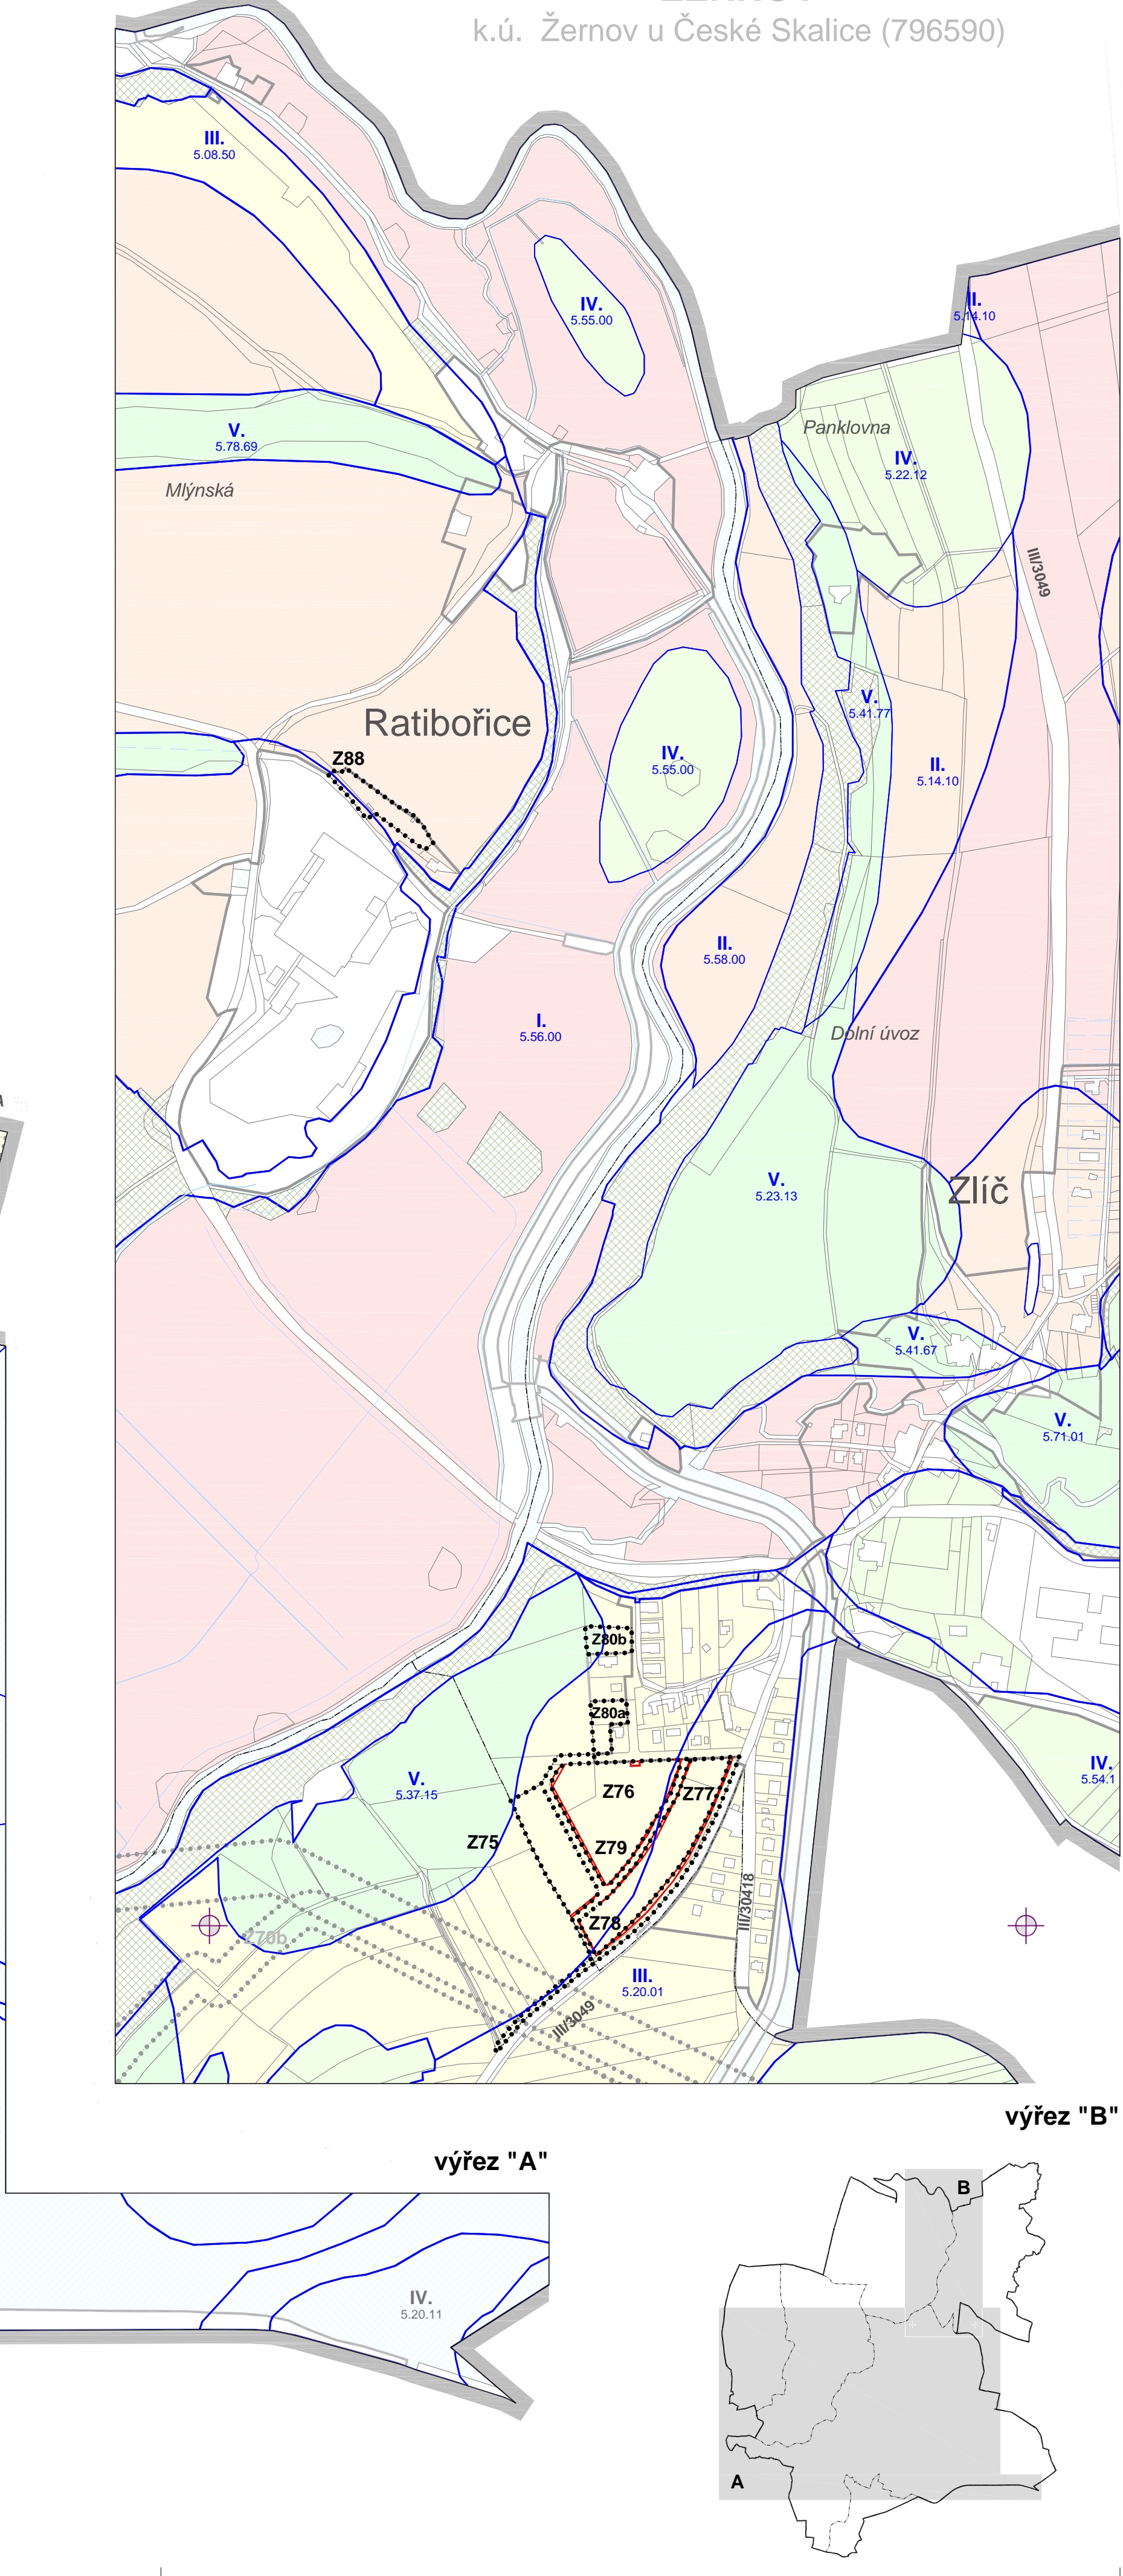 k.ú. Žernov u České Skalice (796590)
III.
5.08.50
IV.
5.55.00
II.
5.14.10
Panklovna
V.
5.78.69
IV.
5.22.12
Mlýnská
III/3049
Ratibořice
V.
5.41.77
Z88
IV.
5.55.00
II.
5.14.10
II.
5.58.00
I.
5.56.00
Dolní úvoz
V.
5.23.13
Zlíč
V.
5.41.67
V.
5.71.01
Z80b
Z80a
IV.
5.54.1
V.
5.37.15
Z76
Z77
Z75
Z79
III/30418
Z78
Z70b
III.
5.20.01
III/3049
výřez "B"
výřez "A"
B
IV.
5.20.11
A